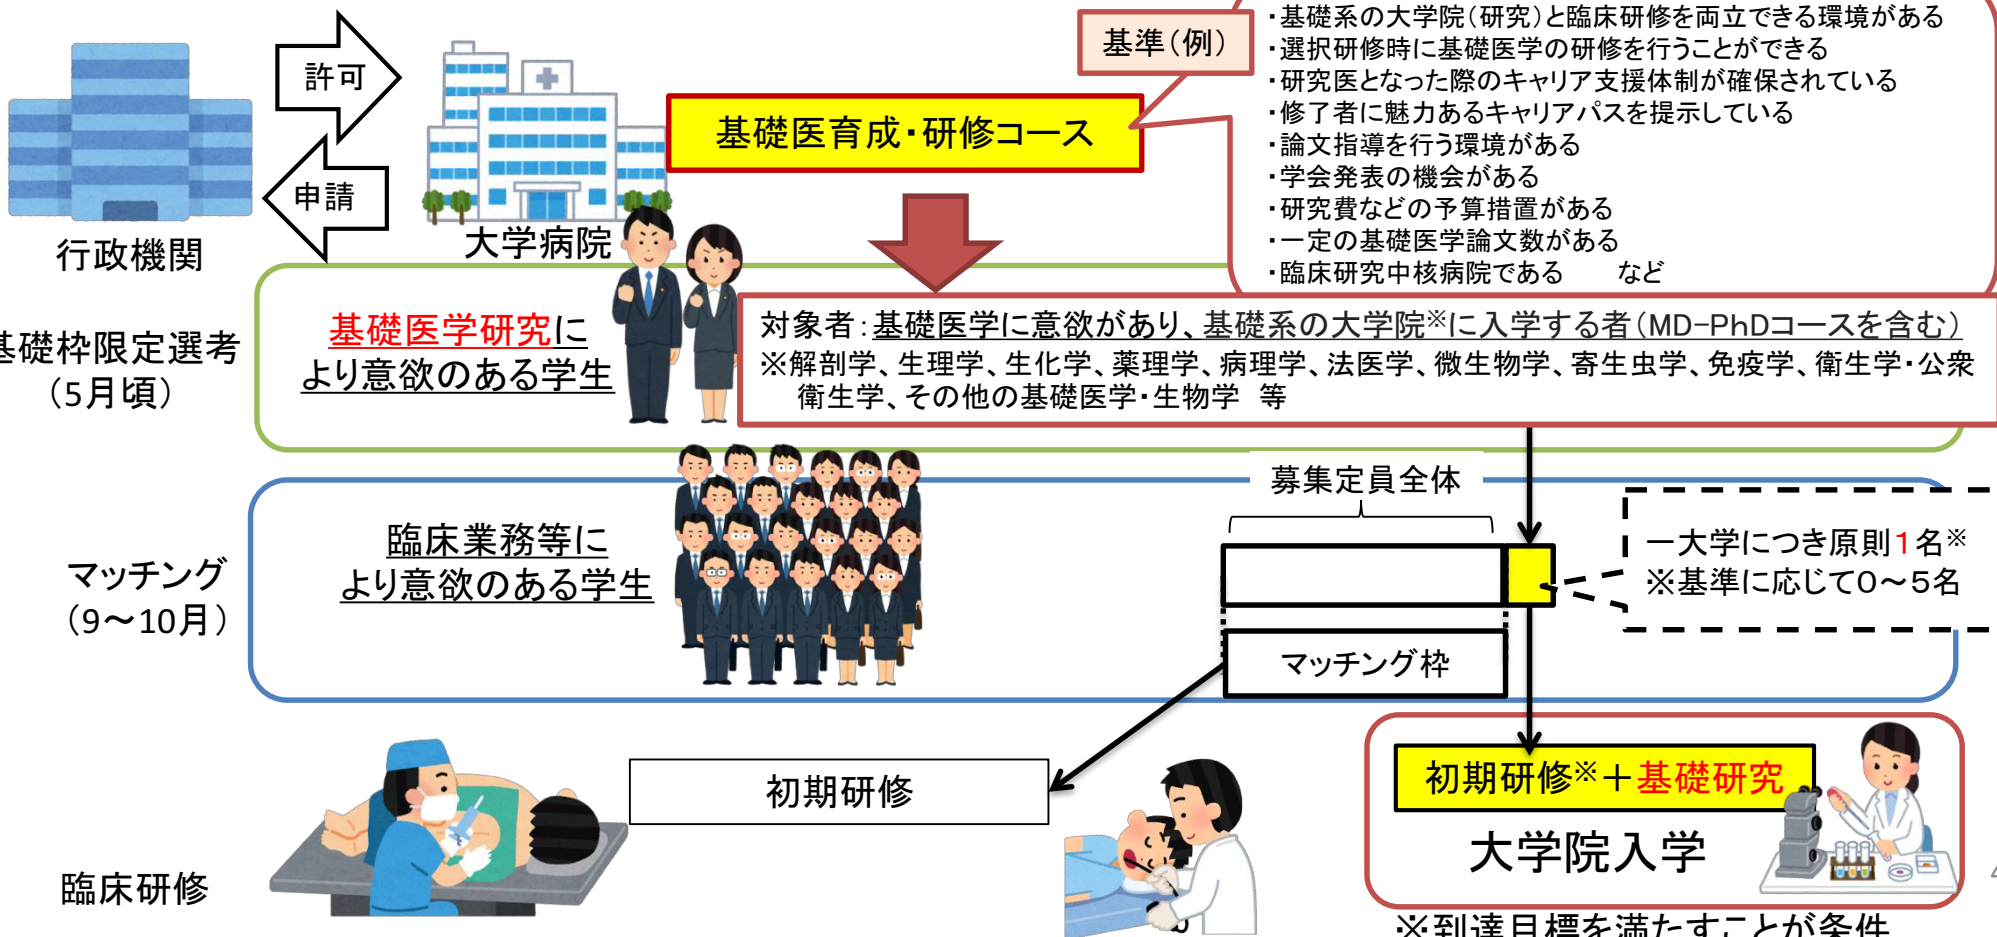 許可
申請
行政機関
大学病院
基礎医育成・研修コース
基準（例）
・基礎系の大学院（研究）と臨床研修を両立できる環境がある
・選択研修時に基礎医学の研修を行うことができる
・研究医となった際のキャリア支援体制が確保されている
・修了者に魅力あるキャリアパスを提示している
・論文指導を行う環境がある
・学会発表の機会がある
・研究費などの予算措置がある
・一定の基礎医学論文数がある
・臨床研究中核病院である　　など
基礎枠限定選考
（5月頃）
基礎医学研究に
より意欲のある学生
対象者：基礎医学に意欲があり、基礎系の大学院※に入学する者（MD-PhDコースを含む）
※解剖学、生理学、生化学、薬理学、病理学、法医学、微生物学、寄生虫学、免疫学、衛生学・公衆
衛生学、その他の基礎医学・生物学　等
マッチング
（9～10月）
臨床業務等に
より意欲のある学生
募集定員全体
マッチング枠
一大学につき原則1名※
※基準に応じて０～５名
臨床研修
初期研修
初期研修※＋基礎研究
大学院入学
※到達目標を満たすことが条件